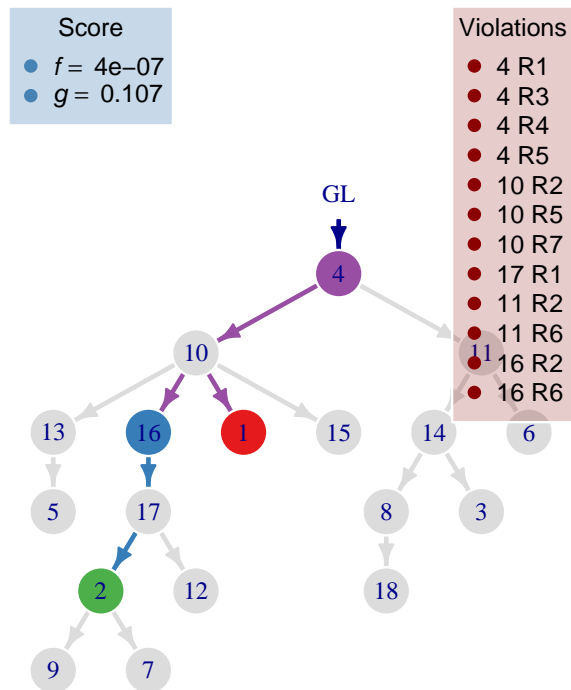 Score
f = 4e−07
g = 0.107
Violations
4 R1
4 R3
4 R4
4 R5
10 R2
10 R5
10 R7
17 R1
11 R2
11 R6
16 R2
16 R6
GL
4
10
11
13
16
1
15
14
6
5
17
8
3
2
12
18
9
7